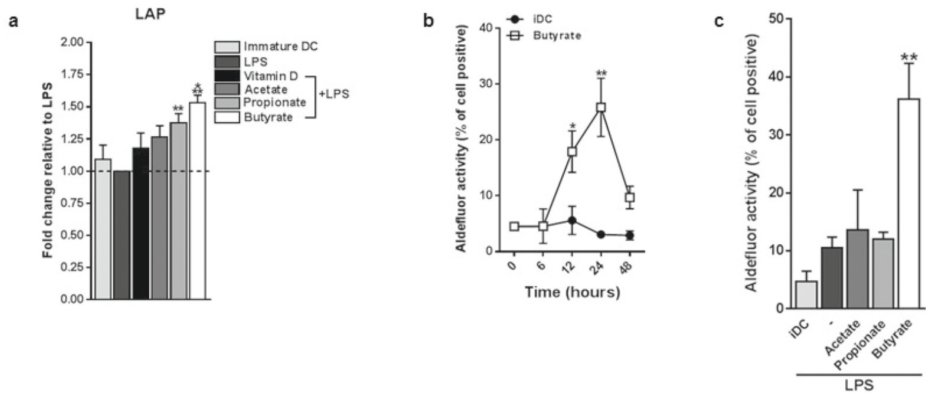 a
LAP
Fold change relative to LPS
2.00
1.75
1.50
1.25
1.00
0.75
0.50
0.25
0.00
**
*
**
Immature DC
LPS
Vitamin D
Acetate
Propionate
Butyrate
+LPS
b
iDC
Butyrate
Aldefluor activity (% of cell positive)
40
30
20
10
0
*
**
0 6 12 24 48
Time (hours)
c
Aldefluor activity (% of cell positive)
50
40
30
20
10
0
**
iDC - Acetate Propionate Butyrate
LPS